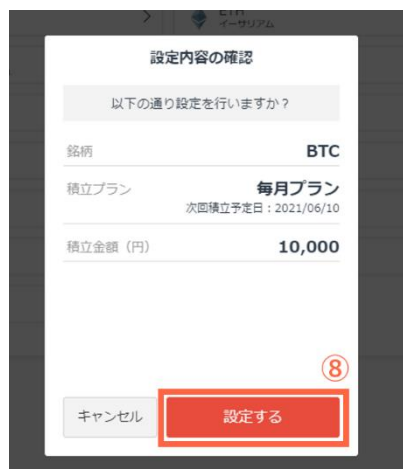 ETH
イーサリアム
設定内容の確認
以下の通り設定を行いますか?
銘柄 BTC
積立プラン 毎月プラン
次回積立予定日:2021/06/10
積立金額(円) 10,000
⑧
キャンセル 設定する